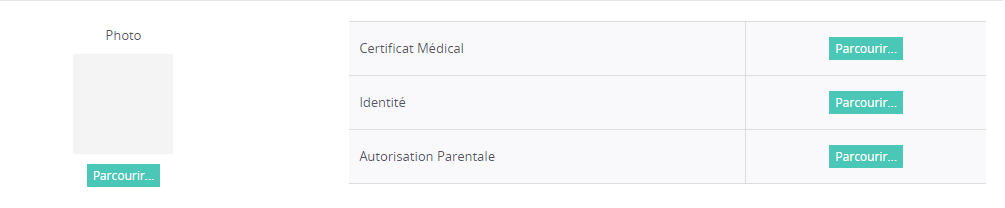 Photo
Parcourir...
Certificat Médical
Parcourir...
Identité
Parcourir...
Autorisation Parentale
Parcourir...